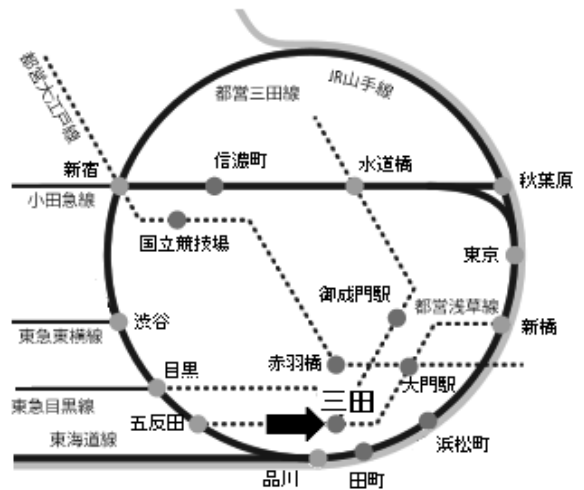 都営大江戸線
都営三田線
JR山手線
新宿
信濃町
水道橋
秋葉原
小田急線
国立競技場
東京
御成門駅
都営浅草線
渋谷
新橋
東急東横線
赤羽橋
目黒
大門駅
三田
東急目黒線
五反田
東海道線
浜松町
品川
田町